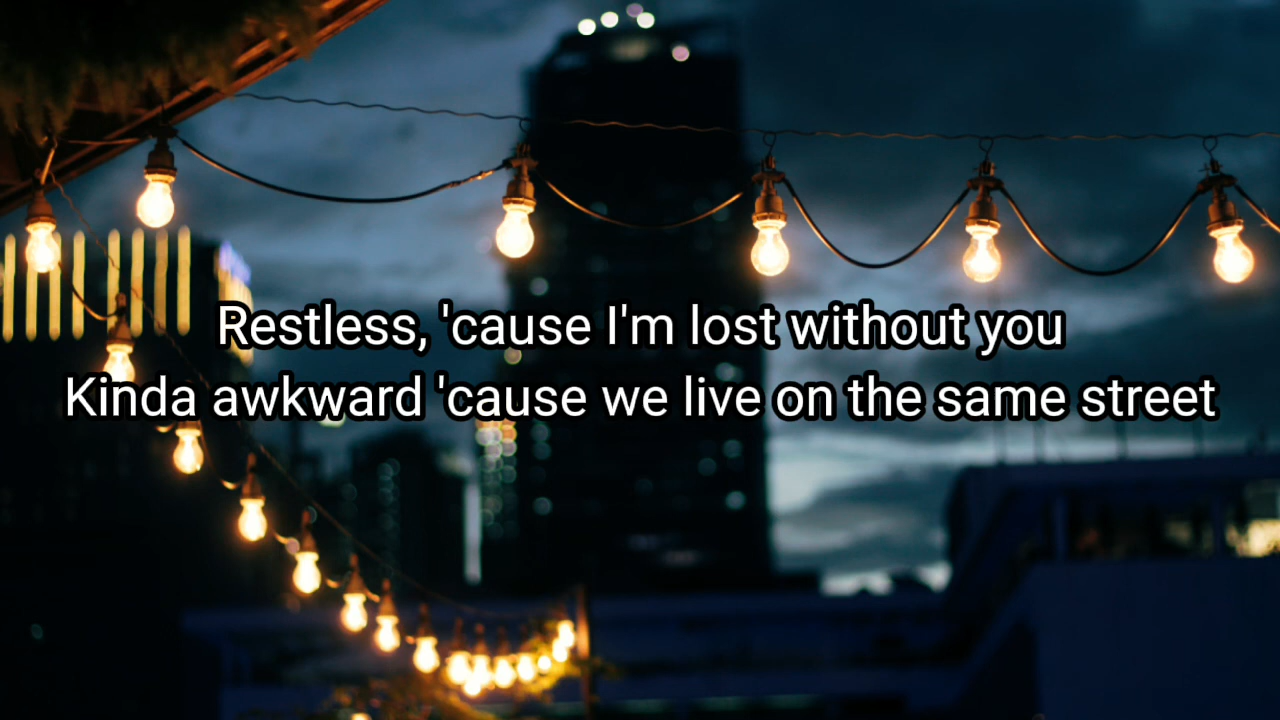 Restless, 'cause I'm lost without you
Kinda awkward 'cause we live on the same street